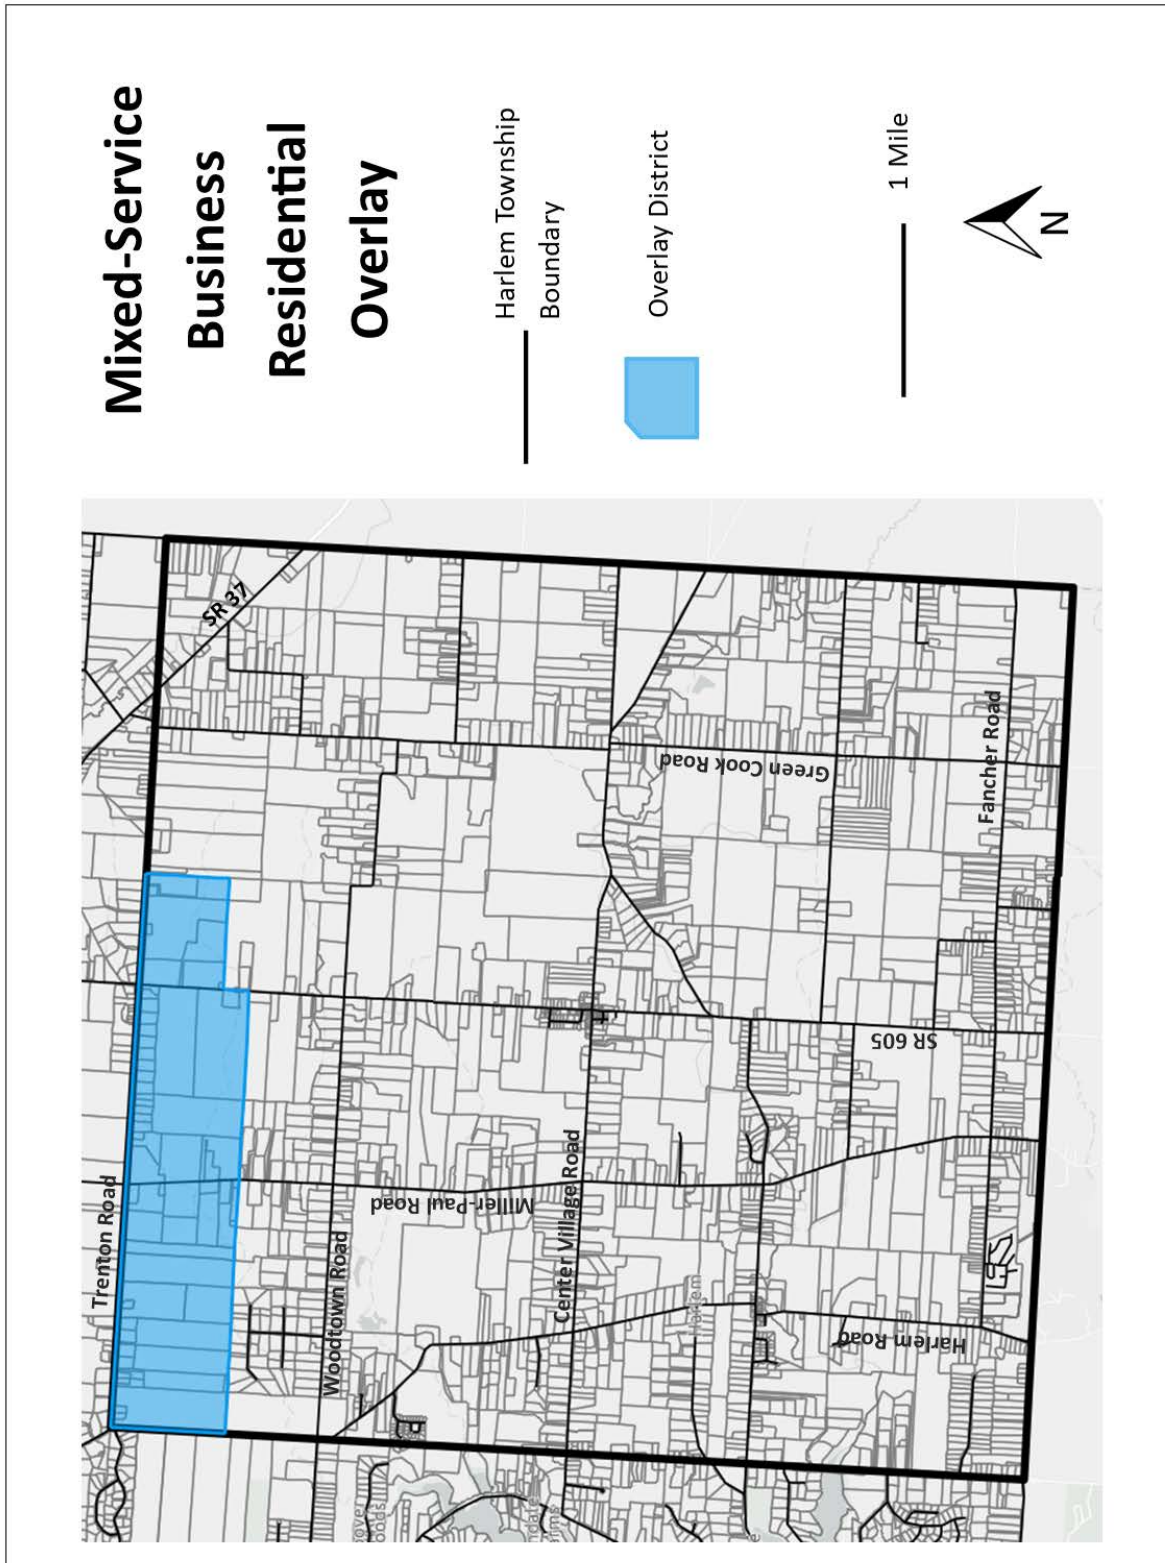 Mixed-Service
Business
Residential
Overlay
Harlem Township
Boundary
Overlay District
1 Mile
N
SR 37
Trenton Road
Woodtown Road
Miller-Paul Road
Center Village Road
Green Cook Road
SR 605
Fancher Road
Harlem Road
Harlem